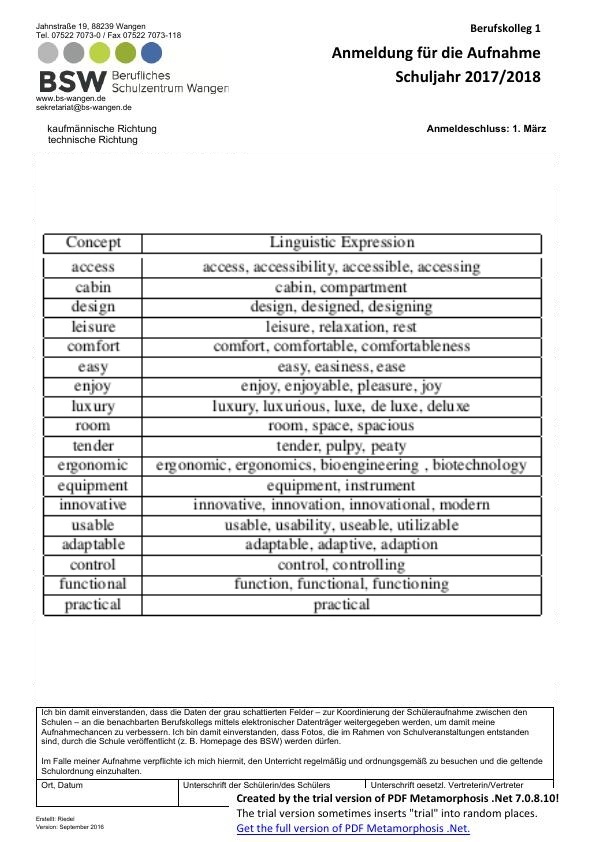 Jahnstraße 19, 88239 Wangen
Tel. 07522 7073-0 / Fax 07522 7073-118
Berufskolleg 1
Anmeldung für die Aufnahme
Schuljahr 2017/2018
BSW Berufliches
Schulzentrum Wangen
www.bs-wangen.de
sekretariat@bs-wangen.de
kaufmännische Richtung
technische Richtung
Anmeldeschluss: 1. März
Concept Linguistic Expression
access access, accessibility, accessible, accessing
cabin cabin, compartment
design design, designed, designing
leisure leisure, relaxation, rest
comfort comfort, comfortable, comfortableness
easy easy, easiness, ease
enjoy enjoy, enjoyable, pleasure, joy
luxury luxury, luxurious, luxe, de luxe, deluxe
room room, space, spacious
tender tender, pulpy, peaty
ergonomic ergonomic, ergonomics, bioengineering , biotechnology
equipment equipment, instrument
innovative innovative, innovation, innovational, modern
usable usable, usability, useable, utilizable
adaptable adaptable, adaptive, adaption
control control, controlling
functional function, functional, functioning
practical practical
Ich bin damit einverstanden, dass die Daten der grau schattierten Felder – zur Koordinierung der Schüleraufnahme zwischen den
Schulen – an die benachbarten Berufskollegs mittels elektronischer Datenträger weitergegeben werden, um damit meine
Aufnahmechancen zu verbessern. Ich bin damit einverstanden, dass Fotos, die im Rahmen von Schulveranstaltungen entstanden
sind, durch die Schule veröffentlicht (z. B. Homepage des BSW) werden dürfen.
Im Falle meiner Aufnahme verpflichte ich mich hiermit, den Unterricht regelmäßig und ordnungsgemäß zu besuchen und die geltende
Schulordnung einzuhalten.
Ort, Datum Unterschrift der Schülerin/des Schülers Unterschrift gesetzl. Vertreterin/Vertreter
Created by the trial version of PDF Metamorphosis .Net 7.0.8.10!
The trial version sometimes inserts "trial" into random places.
Get the full version of PDF Metamorphosis .Net.
Erstellt: Riedel
Version: September 2016